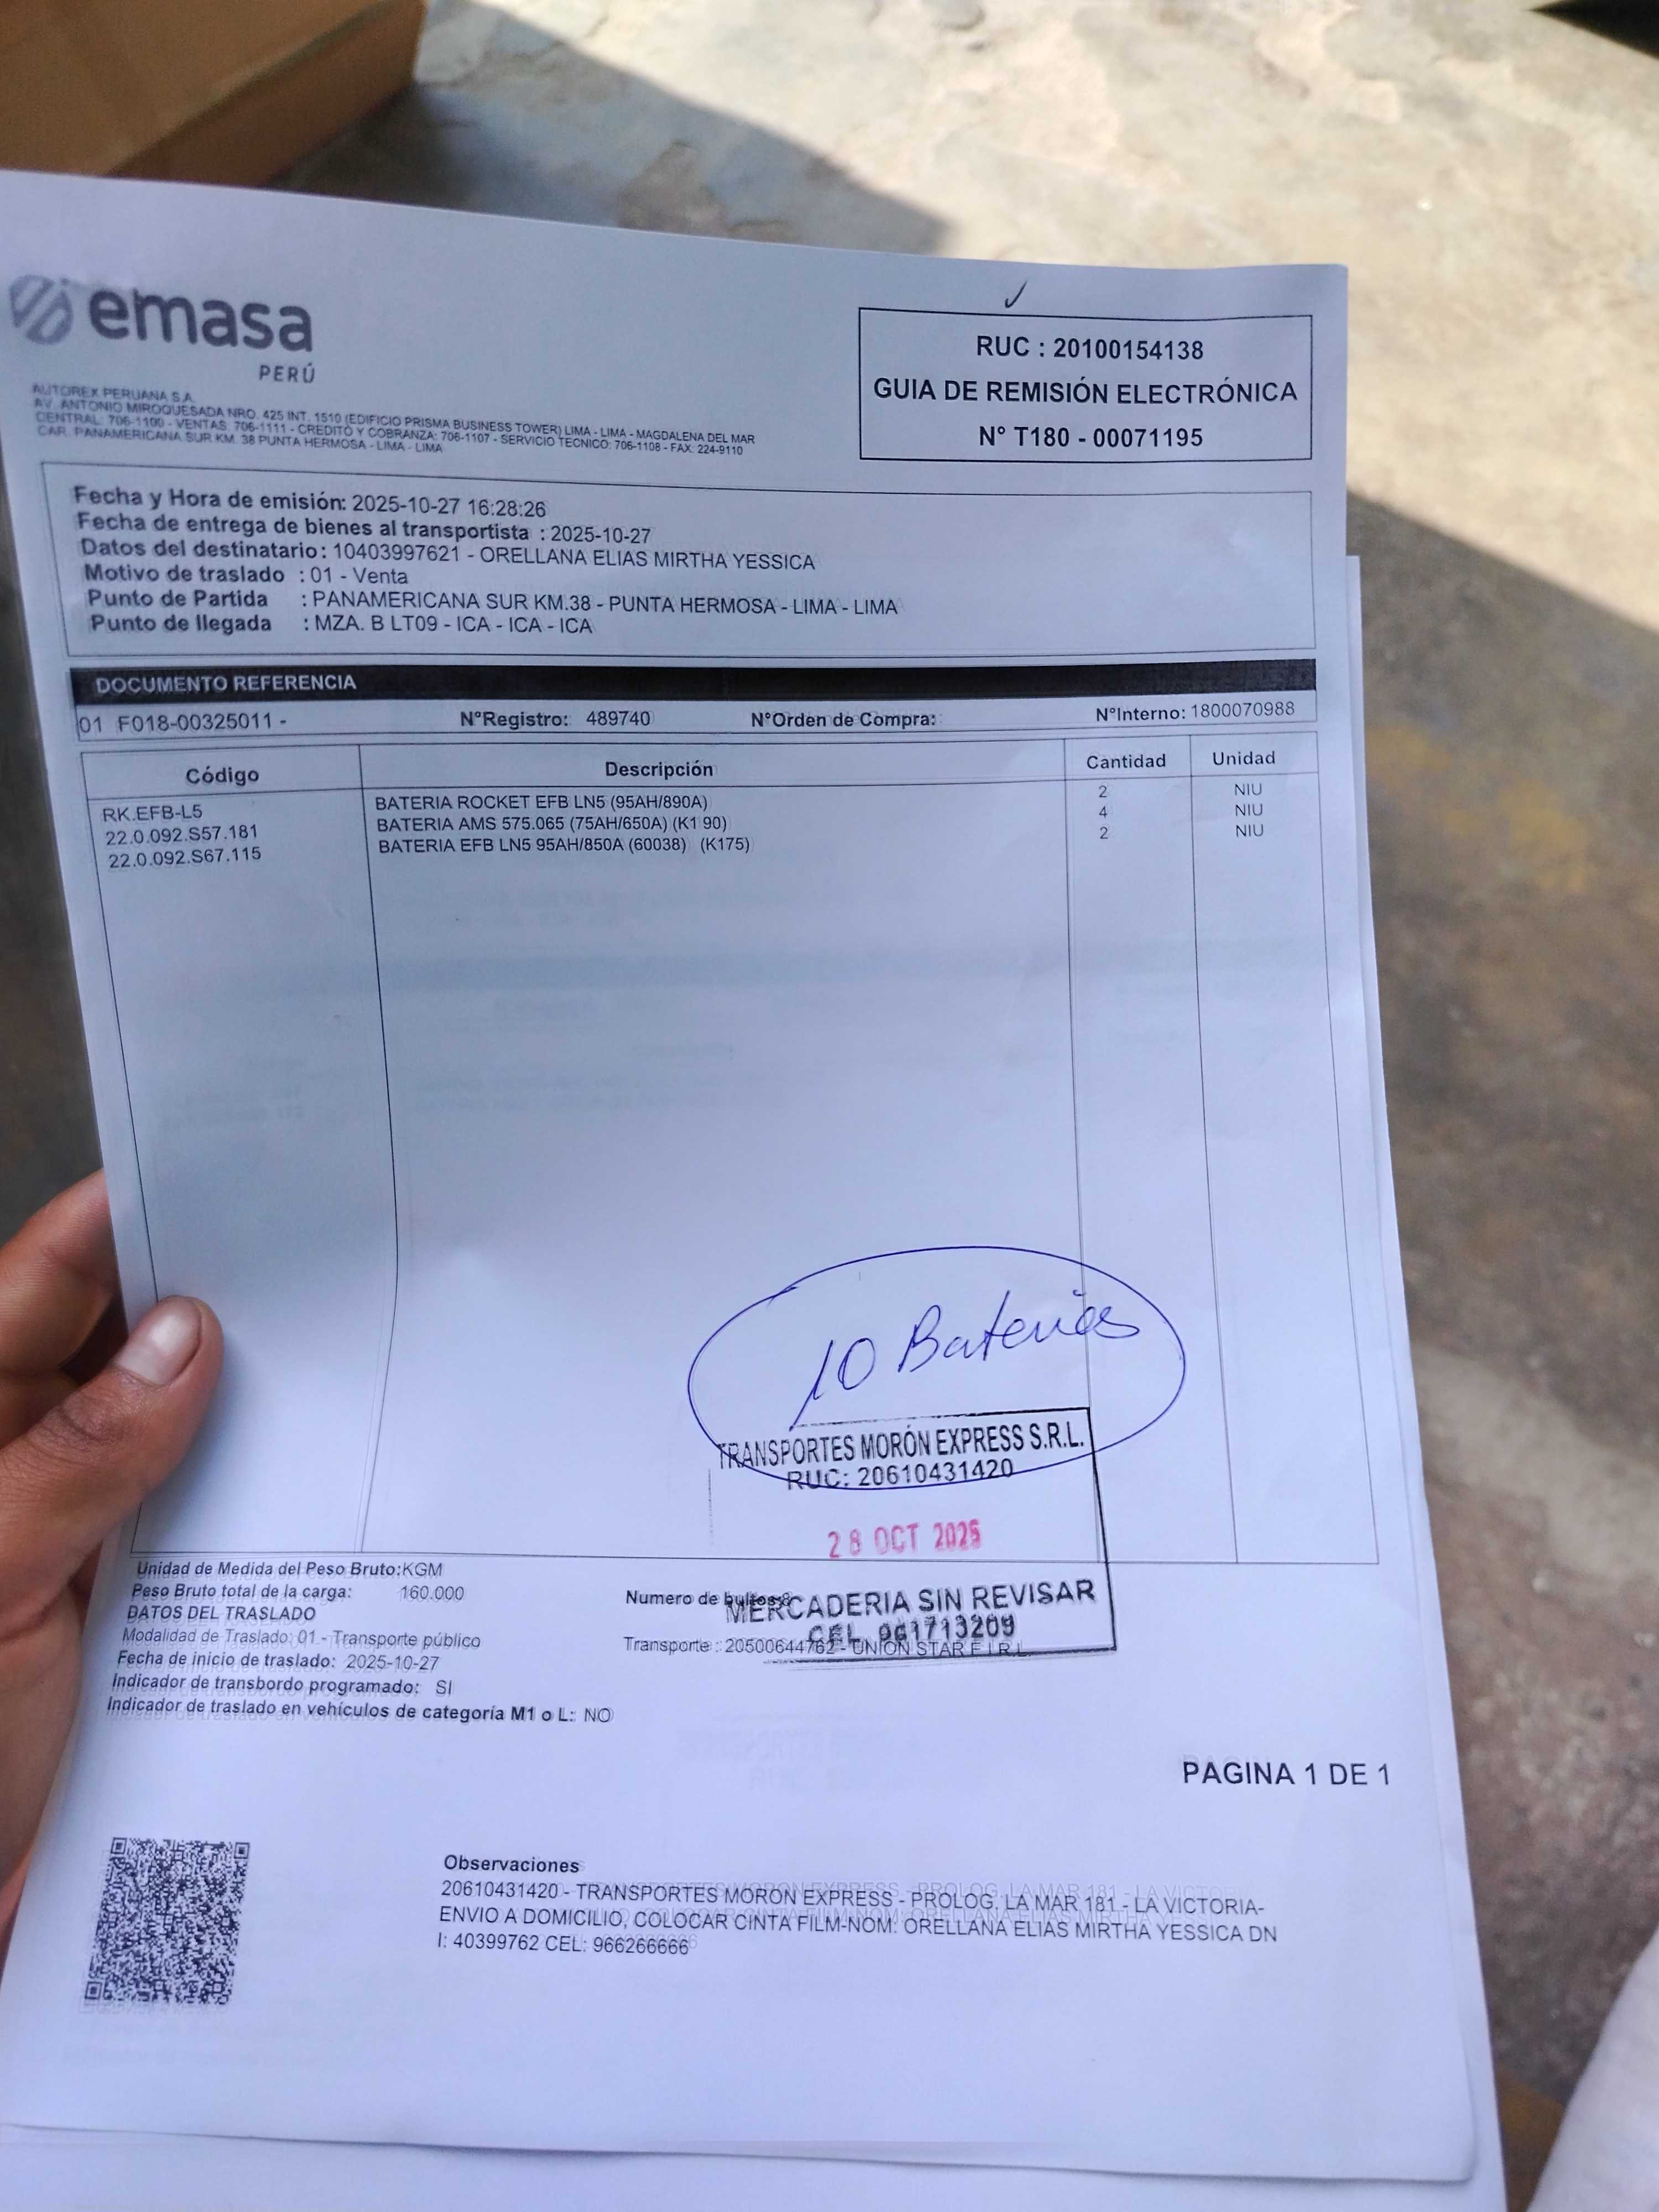 emasa
PERÚ
AUTOREX PERUANA S.A.
AV. ANTONIO MIROQUESADA NRO. 425 INT. 1510 (EDIFICIO PRISMA BUSINESS TOWER) LIMA - LIMA - MAGDALENA DEL MAR
CENTRAL: 706-1100 - VENTAS: 706-1111 - CREDITO Y COBRANZA: 706-1107 - SERVICIO TECNICO: 706-1108 - FAX: 224-9110
CAR. PANAMERICANA SUR KM. 38 PUNTA HERMOSA - LIMA - LIMA
RUC : 20100154138
GUIA DE REMISIÓN ELECTRÓNICA
N° T180 - 00071195
Fecha y Hora de emisión: 2025-10-27 16:28:26
Fecha de entrega de bienes al transportista : 2025-10-27
Datos del destinatario : 10403997621 - ORELLANA ELIAS MIRTHA YESSICA
Motivo de traslado : 01 - Venta
Punto de Partida : PANAMERICANA SUR KM.38 - PUNTA HERMOSA - LIMA - LIMA
Punto de llegada : MZA. B LT09 - ICA - ICA - ICA
DOCUMENTO REFERENCIA
01 F018-00325011 - N°Registro: 489740 N°Orden de Compra: N°Interno: 1800070988
Código Descripción Cantidad Unidad
RK.EFB-L5 BATERIA ROCKET EFB LN5 (95AH/890A) 2 NIU
22.0.092.S57.181 BATERIA AMS 575.065 (75AH/650A) (K1 90) 4 NIU
22.0.092.S67.115 BATERIA EFB LN5 95AH/850A (60038) (K175) 2 NIU
10 Baterias
TRANSPORTES MORÓN EXPRESS S.R.L.
RUC: 20610431420
28 OCT 2025
MERCADERIA SIN REVISAR
CEL. 961713209
Unidad de Medida del Peso Bruto:KGM
Peso Bruto total de la carga: 160.000 Numero de bultos:8
DATOS DEL TRASLADO
Modalidad de Traslado: 01 - Transporte público Transporte : 20500644762 - UNION STAR E.I.R.L.
Fecha de inicio de traslado: 2025-10-27
Indicador de transbordo programado: SI
Indicador de traslado en vehículos de categoría M1 o L: NO
PAGINA 1 DE 1
Observaciones
20610431420 - TRANSPORTES MORON EXPRESS - PROLOG. LA MAR 181 - LA VICTORIA-
ENVIO A DOMICILIO, COLOCAR CINTA FILM-NOM: ORELLANA ELIAS MIRTHA YESSICA DN
I: 40399762 CEL: 966266666